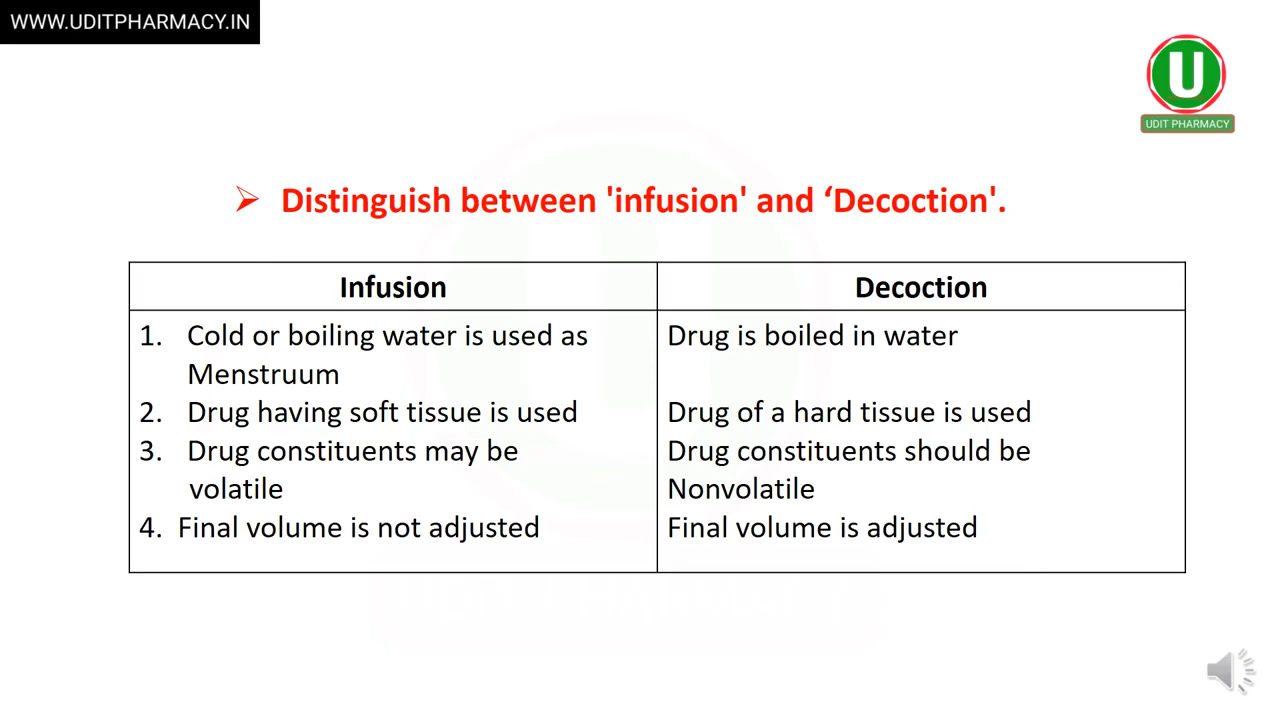 WWW.UDITPHARMACY.IN
U
UDIT PHARMACY
➢ Distinguish between 'infusion' and ‘Decoction'.
Infusion
Decoction
1. Cold or boiling water is used as
Menstruum
2. Drug having soft tissue is used
3. Drug constituents may be
volatile
4. Final volume is not adjusted
Drug is boiled in water
Drug of a hard tissue is used
Drug constituents should be
Nonvolatile
Final volume is adjusted